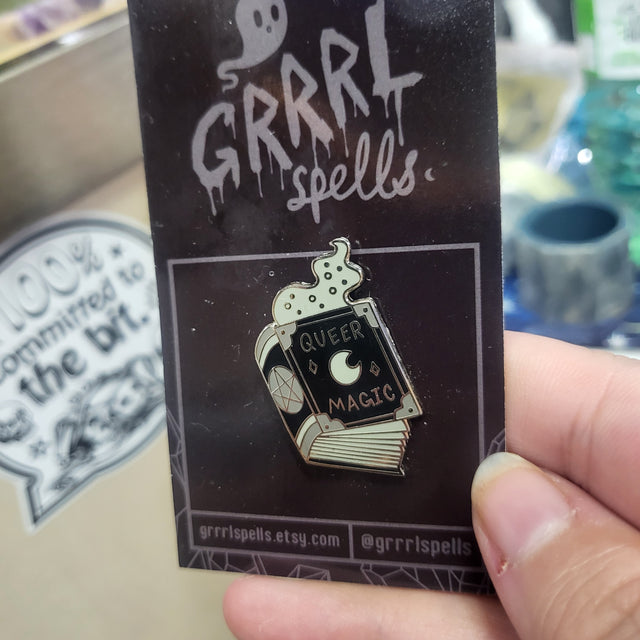 GRRRL
spells.
QUEER
MAGIC
grrrlspells.etsy.com
@grrrlspells
100%
committed to
the bit.